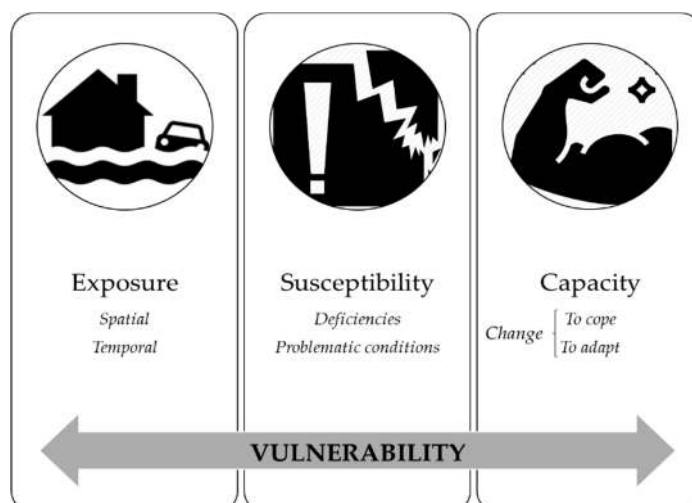 Exposure
Spatial
Temporal
Susceptibility
Deficiencies
Problematic conditions
Capacity
Change { To cope
To adapt
VULNERABILITY